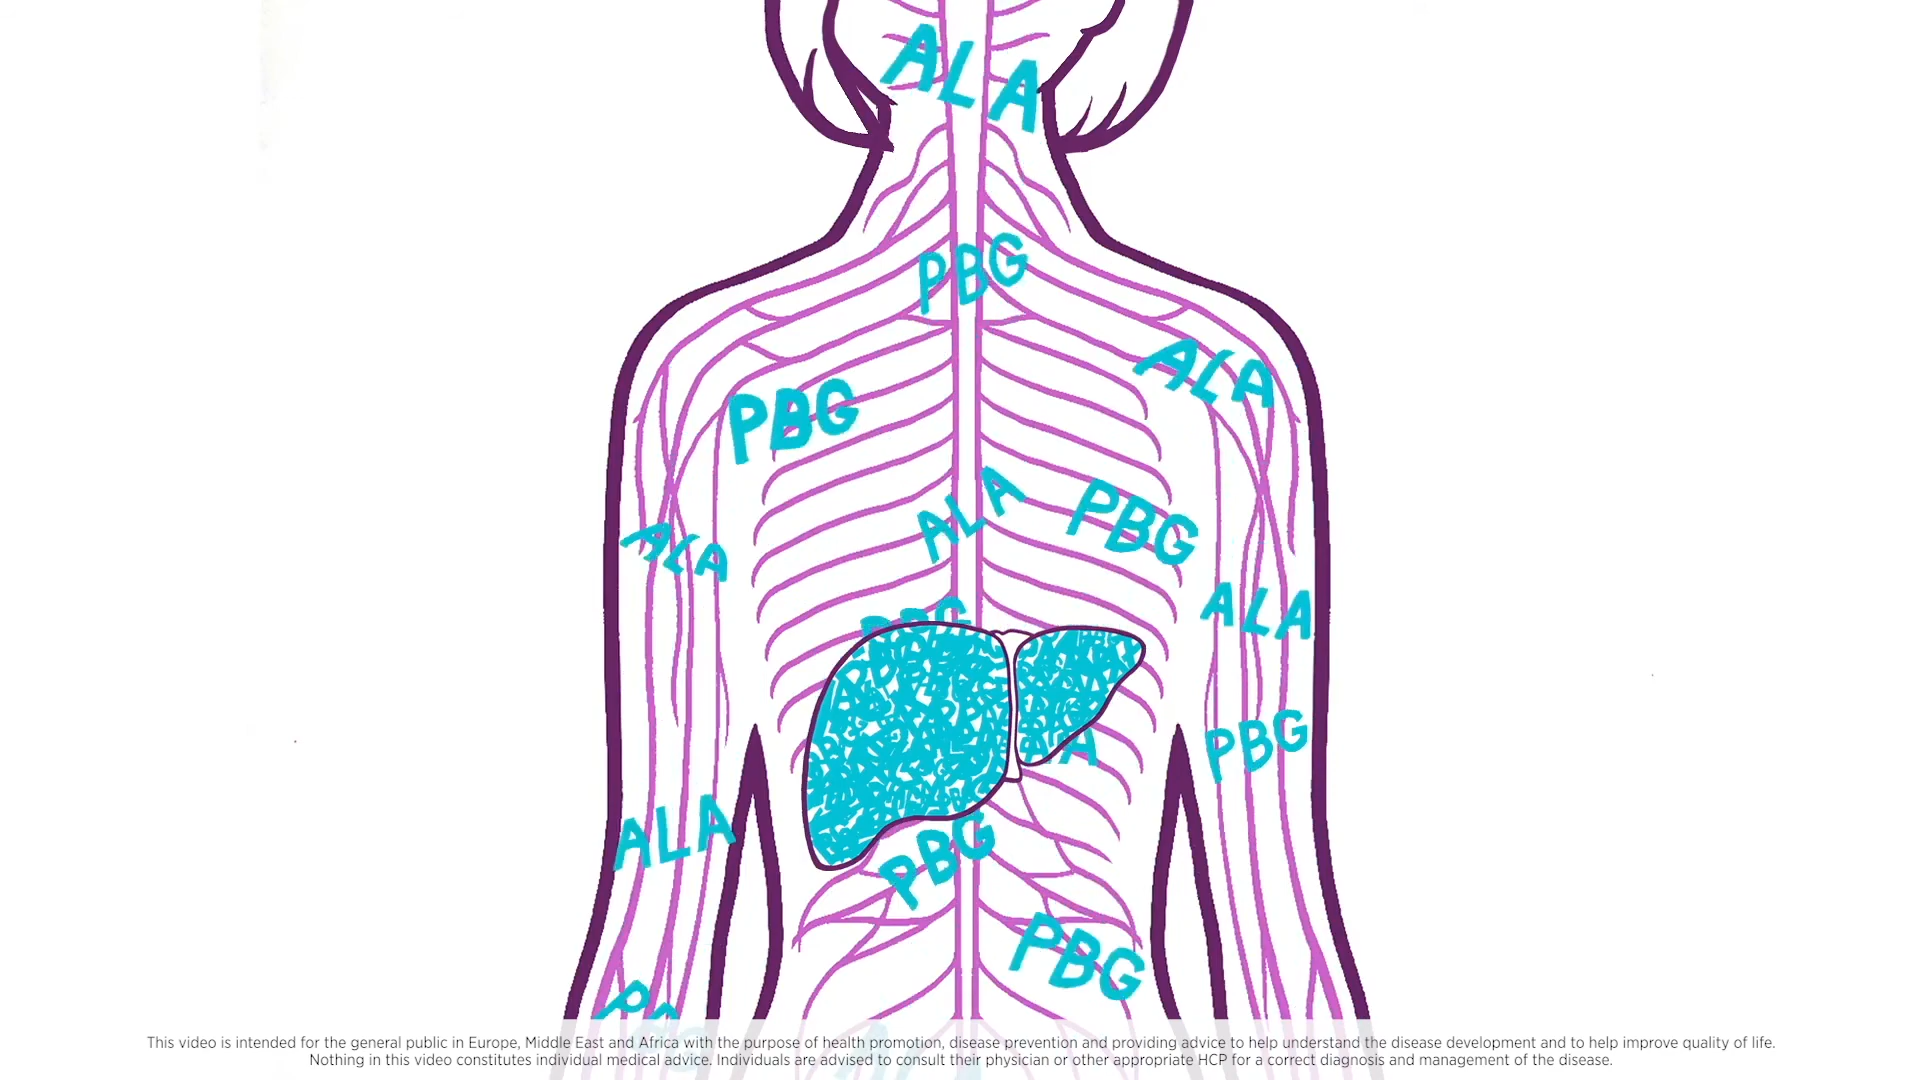 ALA
PBG
ALA
PBG
ALA
PBG
ALA
ALA
PBG
PBG
ALA
PBG
PBG
This video is intended for the general public in Europe, Middle East and Africa with the purpose of health promotion, disease prevention and providing advice to help understand the disease development and to help improve quality of life.
Nothing in this video constitutes individual medical advice. Individuals are advised to consult their physician or other appropriate HCP for a correct diagnosis and management of the disease.